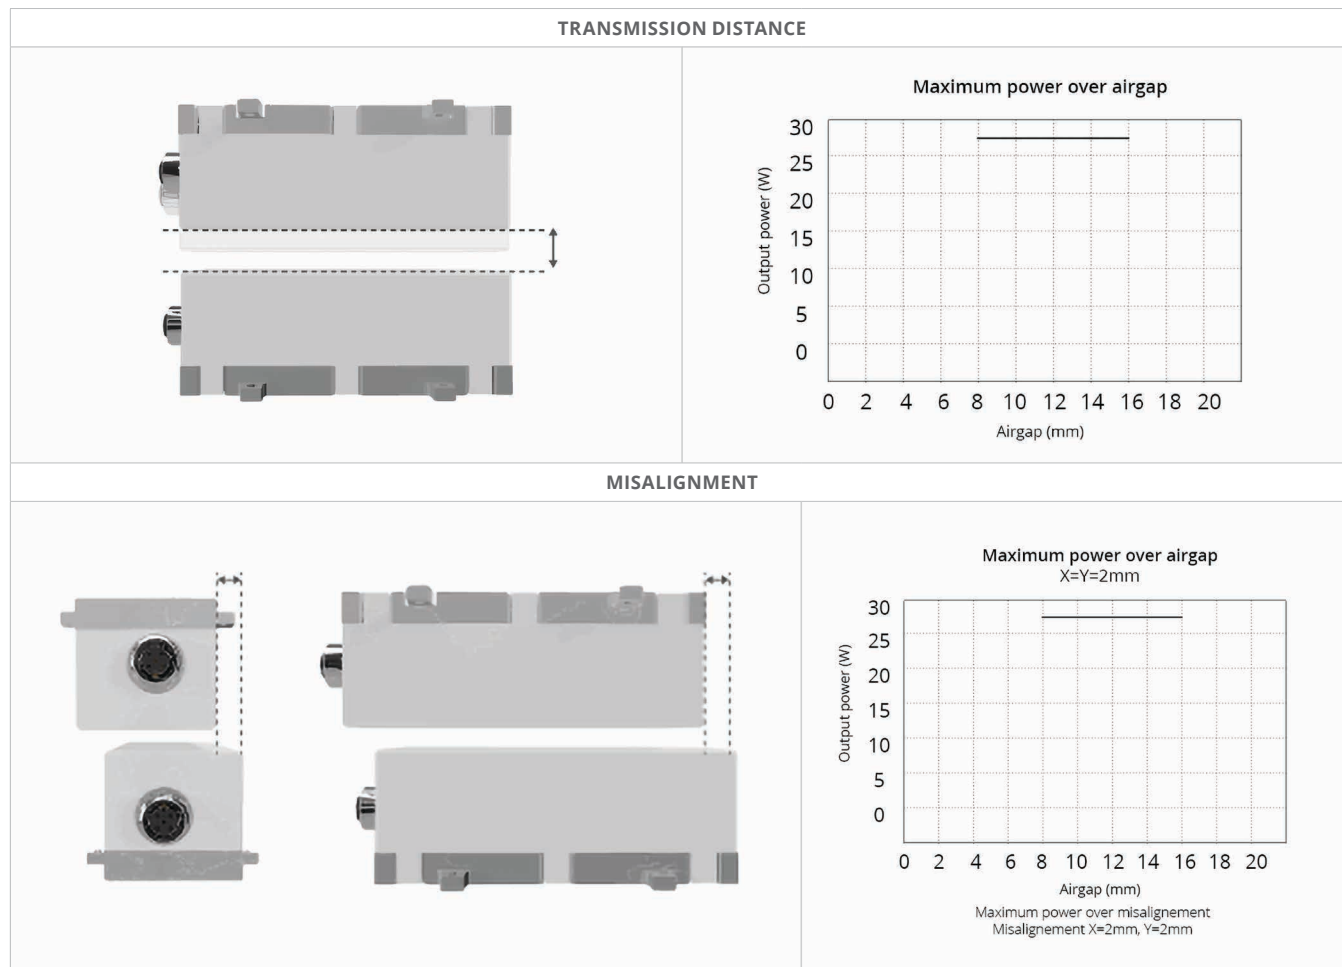 TRANSMISSION DISTANCE
Maximum power over airgap
Output power (W)
30
25
20
15
10
5
0
0 2 4 6 8 10 12 14 16 18 20
Airgap (mm)
MISALIGNMENT
Maximum power over airgap
X=Y=2mm
Output power (W)
30
25
20
15
10
5
0
0 2 4 6 8 10 12 14 16 18 20
Airgap (mm)
Maximum power over misalignement
Misalignement X=2mm, Y=2mm